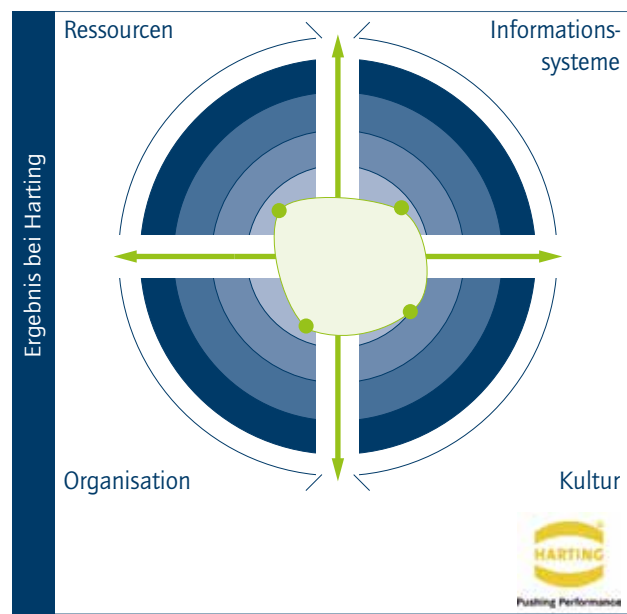 Ergebnis bei Harting
Ressourcen
Informations-
systeme
Organisation
Kultur
HARTING
Pushing Performance